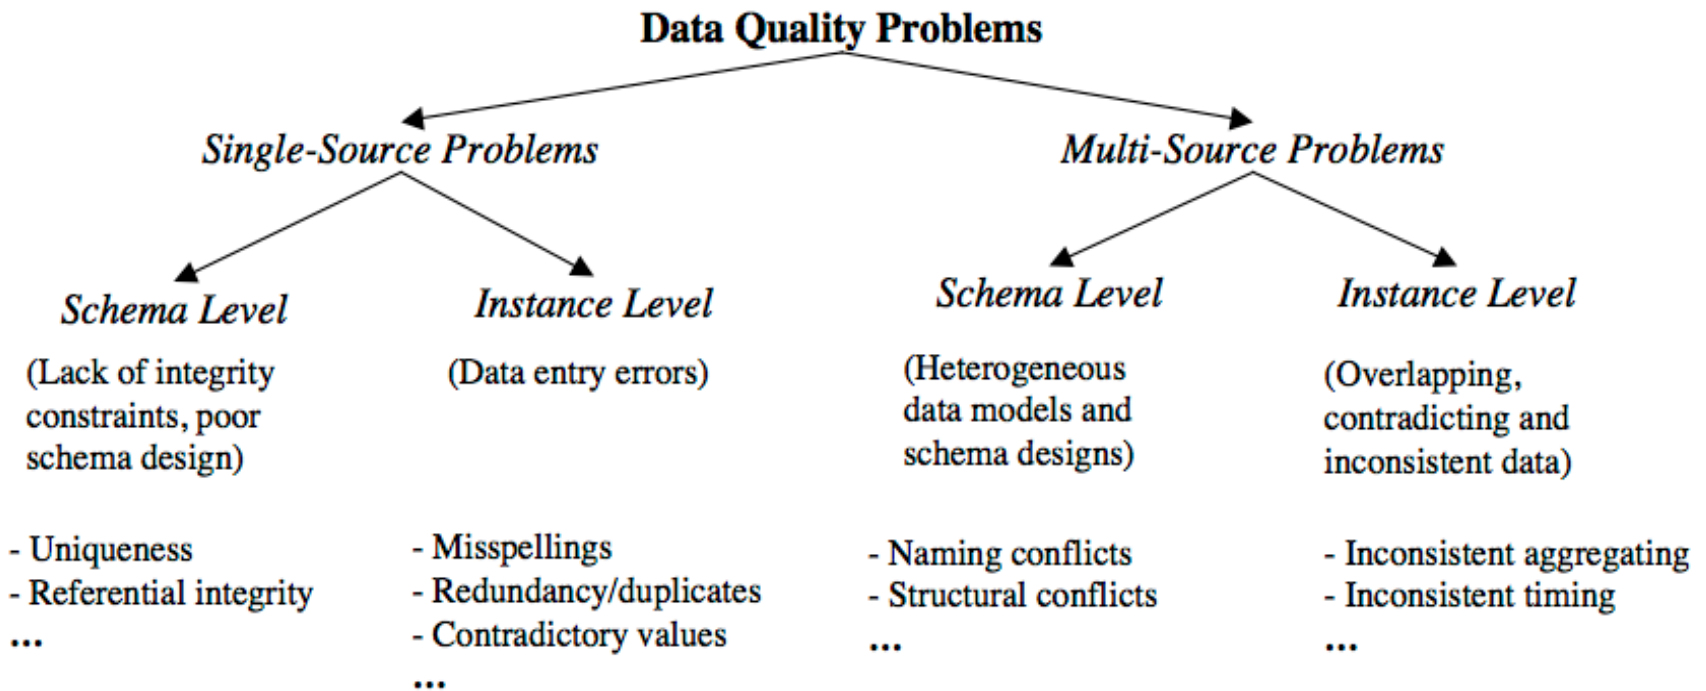 Data Quality Problems
Single-Source Problems
Multi-Source Problems
Schema Level
(Lack of integrity
constraints, poor
schema design)
- Uniqueness
- Referential integrity
...
Instance Level
(Data entry errors)
- Misspellings
- Redundancy/duplicates
- Contradictory values
...
Schema Level
(Heterogeneous
data models and
schema designs)
- Naming conflicts
- Structural conflicts
...
Instance Level
(Overlapping,
contradicting and
inconsistent data)
- Inconsistent aggregating
- Inconsistent timing
...